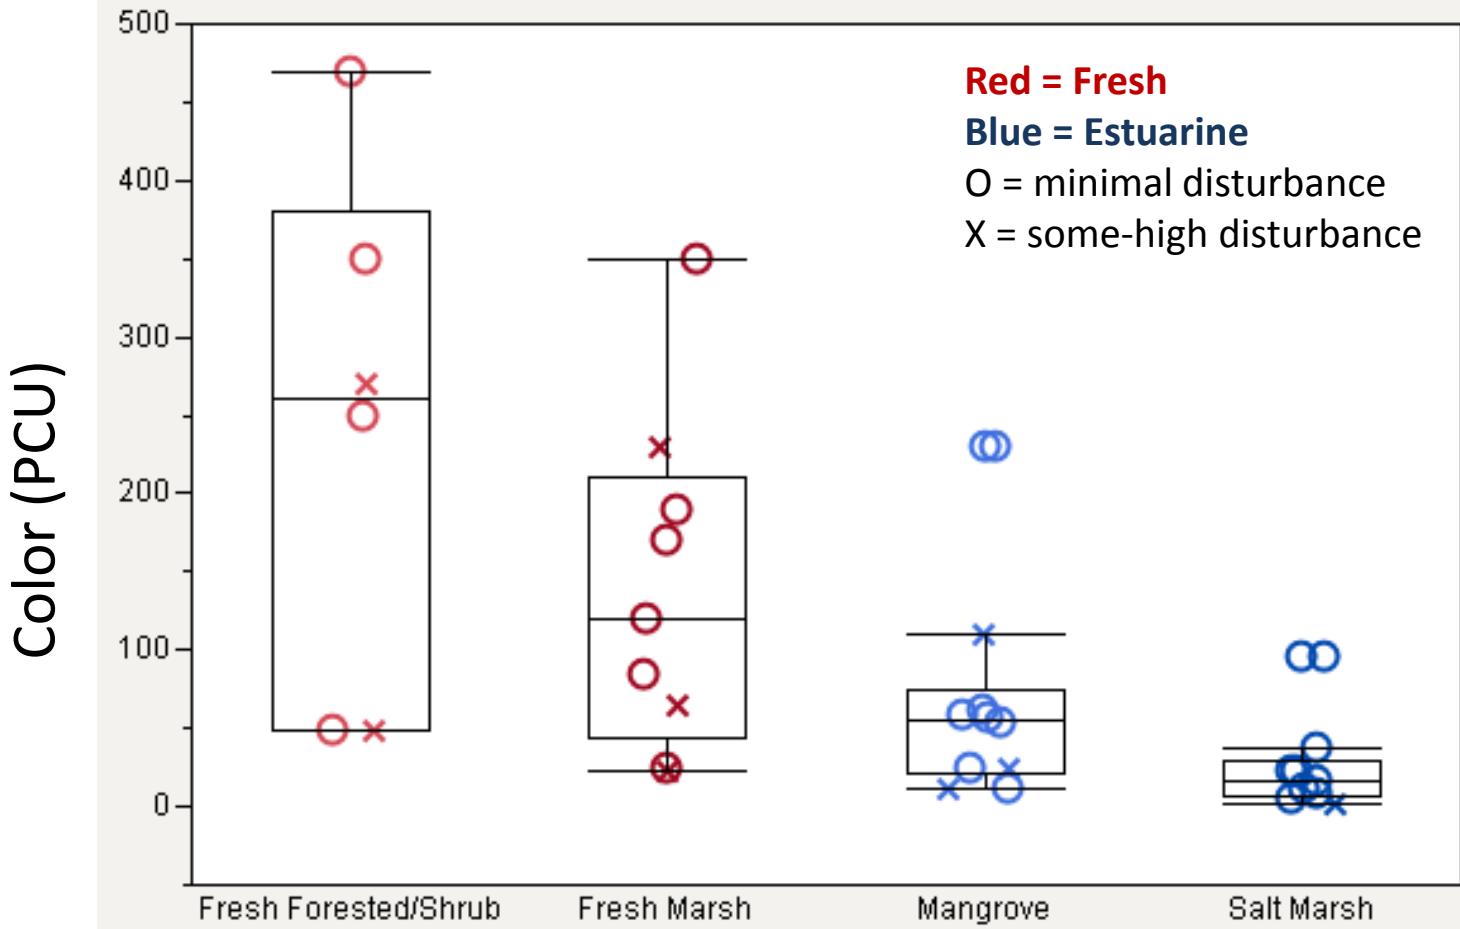 Color (PCU)
500
400
300
200
100
0
Red = Fresh
Blue = Estuarine
O = minimal disturbance
X = some-high disturbance
Fresh Forested/Shrub
Fresh Marsh
Mangrove
Salt Marsh